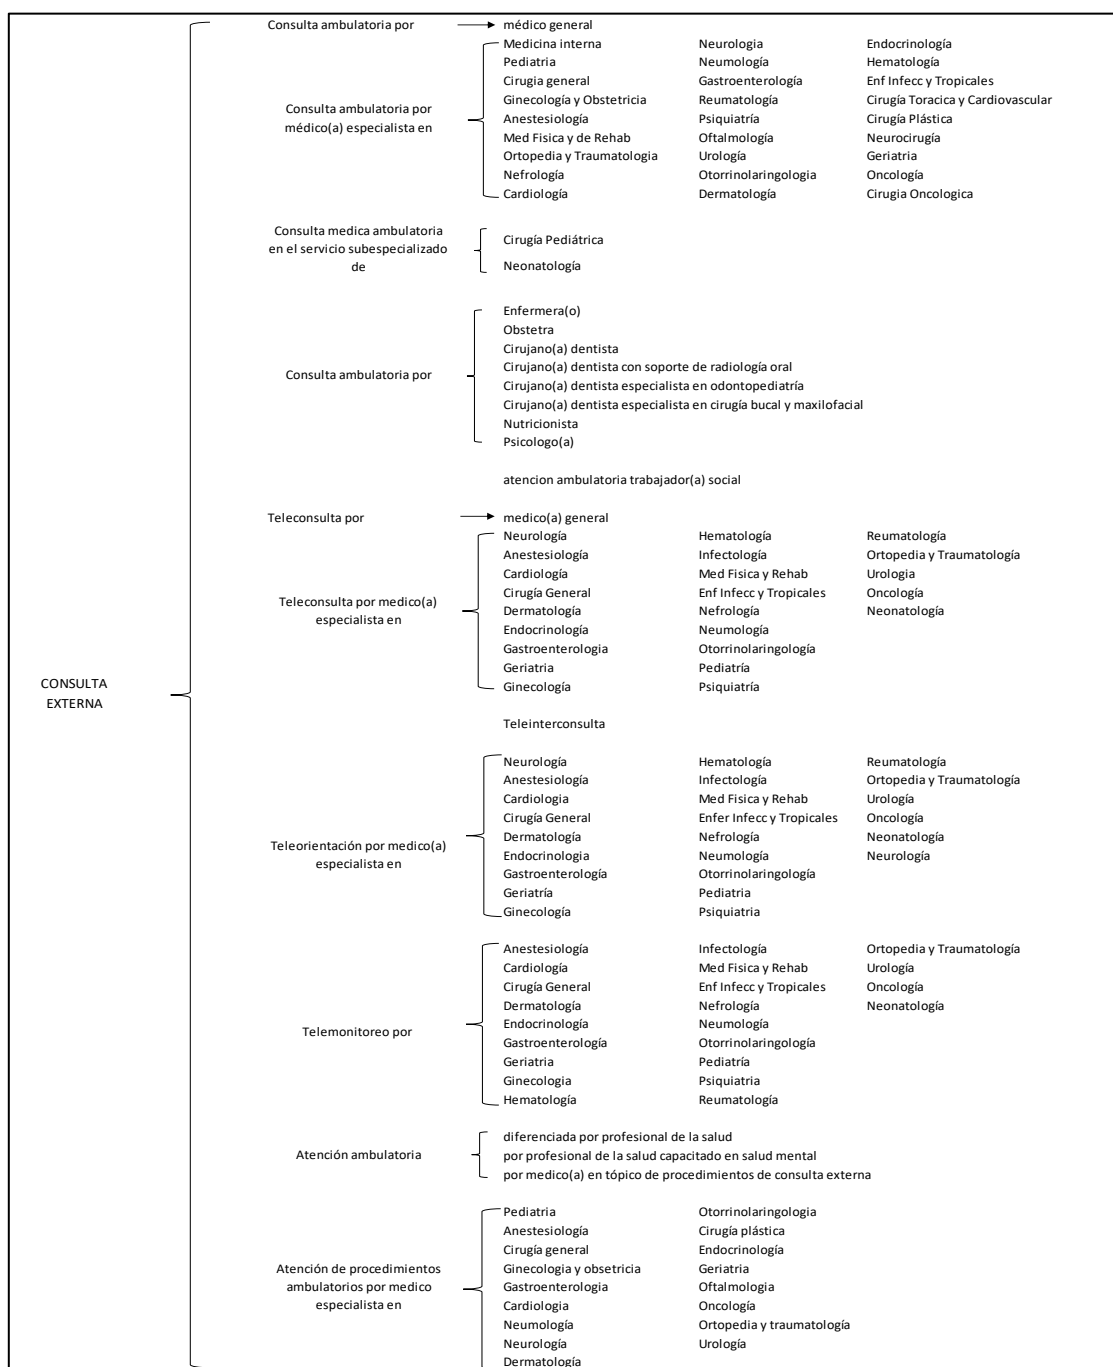 Consulta ambulatoria por médico general
Consulta ambulatoria por
médico(a) especialista en
Medicina interna Neurologia Endocrinología
Pediatria Neumología Hematología
Cirugia general Gastroenterología Enf Infecc y Tropicales
Ginecología y Obstetricia Reumatología Cirugía Toracica y Cardiovascular
Anestesiología Psiquiatría Cirugía Plástica
Med Fisica y de Rehab Oftalmología Neurocirugía
Ortopedia y Traumatologia Urología Geriatria
Nefrología Otorrinolaringologia Oncología
Cardiología Dermatología Cirugia Oncologica
Consulta medica ambulatoria
en el servicio subespecializado
de
Cirugía Pediátrica
Neonatología
Consulta ambulatoria por
Enfermera(o)
Obstetra
Cirujano(a) dentista
Cirujano(a) dentista con soporte de radiología oral
Cirujano(a) dentista especialista en odontopediatría
Cirujano(a) dentista especialista en cirugía bucal y maxilofacial
Nutricionista
Psicologo(a)
atencion ambulatoria trabajador(a) social
Teleconsulta por medico(a) general
Teleconsulta por medico(a)
especialista en
Neurología Hematología Reumatología
Anestesiología Infectología Ortopedia y Traumatología
Cardiología Med Fisica y Rehab Urologia
Cirugía General Enf Infecc y Tropicales Oncología
Dermatología Nefrología Neonatología
Endocrinología Neumología
Gastroenterologia Otorrinolaringología
Geriatria Pediatría
Ginecología Psiquiatría
CONSULTA
EXTERNA
Teleinterconsulta
Teleorientación por medico(a)
especialista en
Neurología Hematología Reumatología
Anestesiología Infectología Ortopedia y Traumatología
Cardiologia Med Fisica y Rehab Urología
Cirugía General Enfer Infecc y Tropicales Oncología
Dermatología Nefrología Neonatología
Endocrinologia Neumología Neurología
Gastroenterología Otorrinolaringología
Geriatría Pediatria
Ginecología Psiquiatria
Telemonitoreo por
Anestesiología Infectología Ortopedia y Traumatología
Cardiología Med Fisica y Rehab Urología
Cirugía General Enf Infecc y Tropicales Oncología
Dermatología Nefrología Neonatología
Endocrinología Neumología
Gastroenterología Otorrinolaringología
Geriatria Pediatría
Ginecologia Psiquiatria
Hematología Reumatología
Atención ambulatoria
diferenciada por profesional de la salud
por profesional de la salud capacitado en salud mental
por medico(a) en tópico de procedimientos de consulta externa
Atención de procedimientos
ambulatorios por medico
especialista en
Pediatria Otorrinolaringologia
Anestesiología Cirugía plástica
Cirugía general Endocrinología
Ginecologia y obsetricia Geriatria
Gastroenterologia Oftalmologia
Cardiologia Oncología
Neumología Ortopedia y traumatología
Neurología Urología
Dermatología